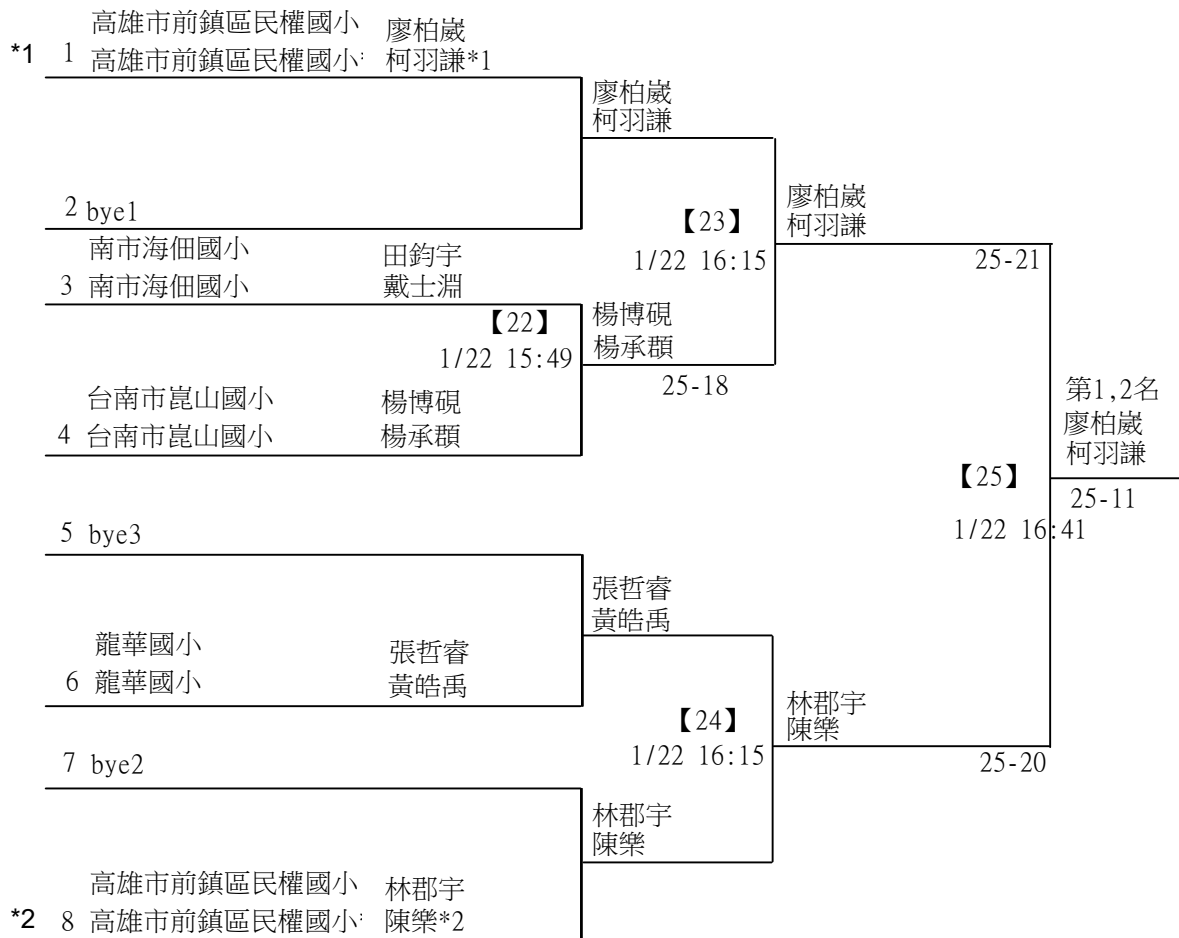 高雄市前鎮區民權國小 廖柏崴
*1 1 高雄市前鎮區民權國小* 柯羽謙*1
廖柏崴
柯羽謙
2 bye1
廖柏崴
【23】 柯羽謙
1/22 16:15 25-21
南市海佃國小 田鈞宇
3 南市海佃國小 戴士淵
【22】 楊博硯
1/22 15:49 楊承頵
25-18
台南市崑山國小 楊博硯
4 台南市崑山國小 楊承頵
第1,2名
廖柏崴
柯羽謙
【25】
25-11
1/22 16:41
5 bye3
張哲睿
黃皓禹
龍華國小 張哲睿
6 龍華國小 黃皓禹
林郡宇
【24】 陳樂
1/22 16:15 25-20
7 bye2
林郡宇
陳樂
高雄市前鎮區民權國小 林郡宇
*2 8 高雄市前鎮區民權國小* 陳樂*2